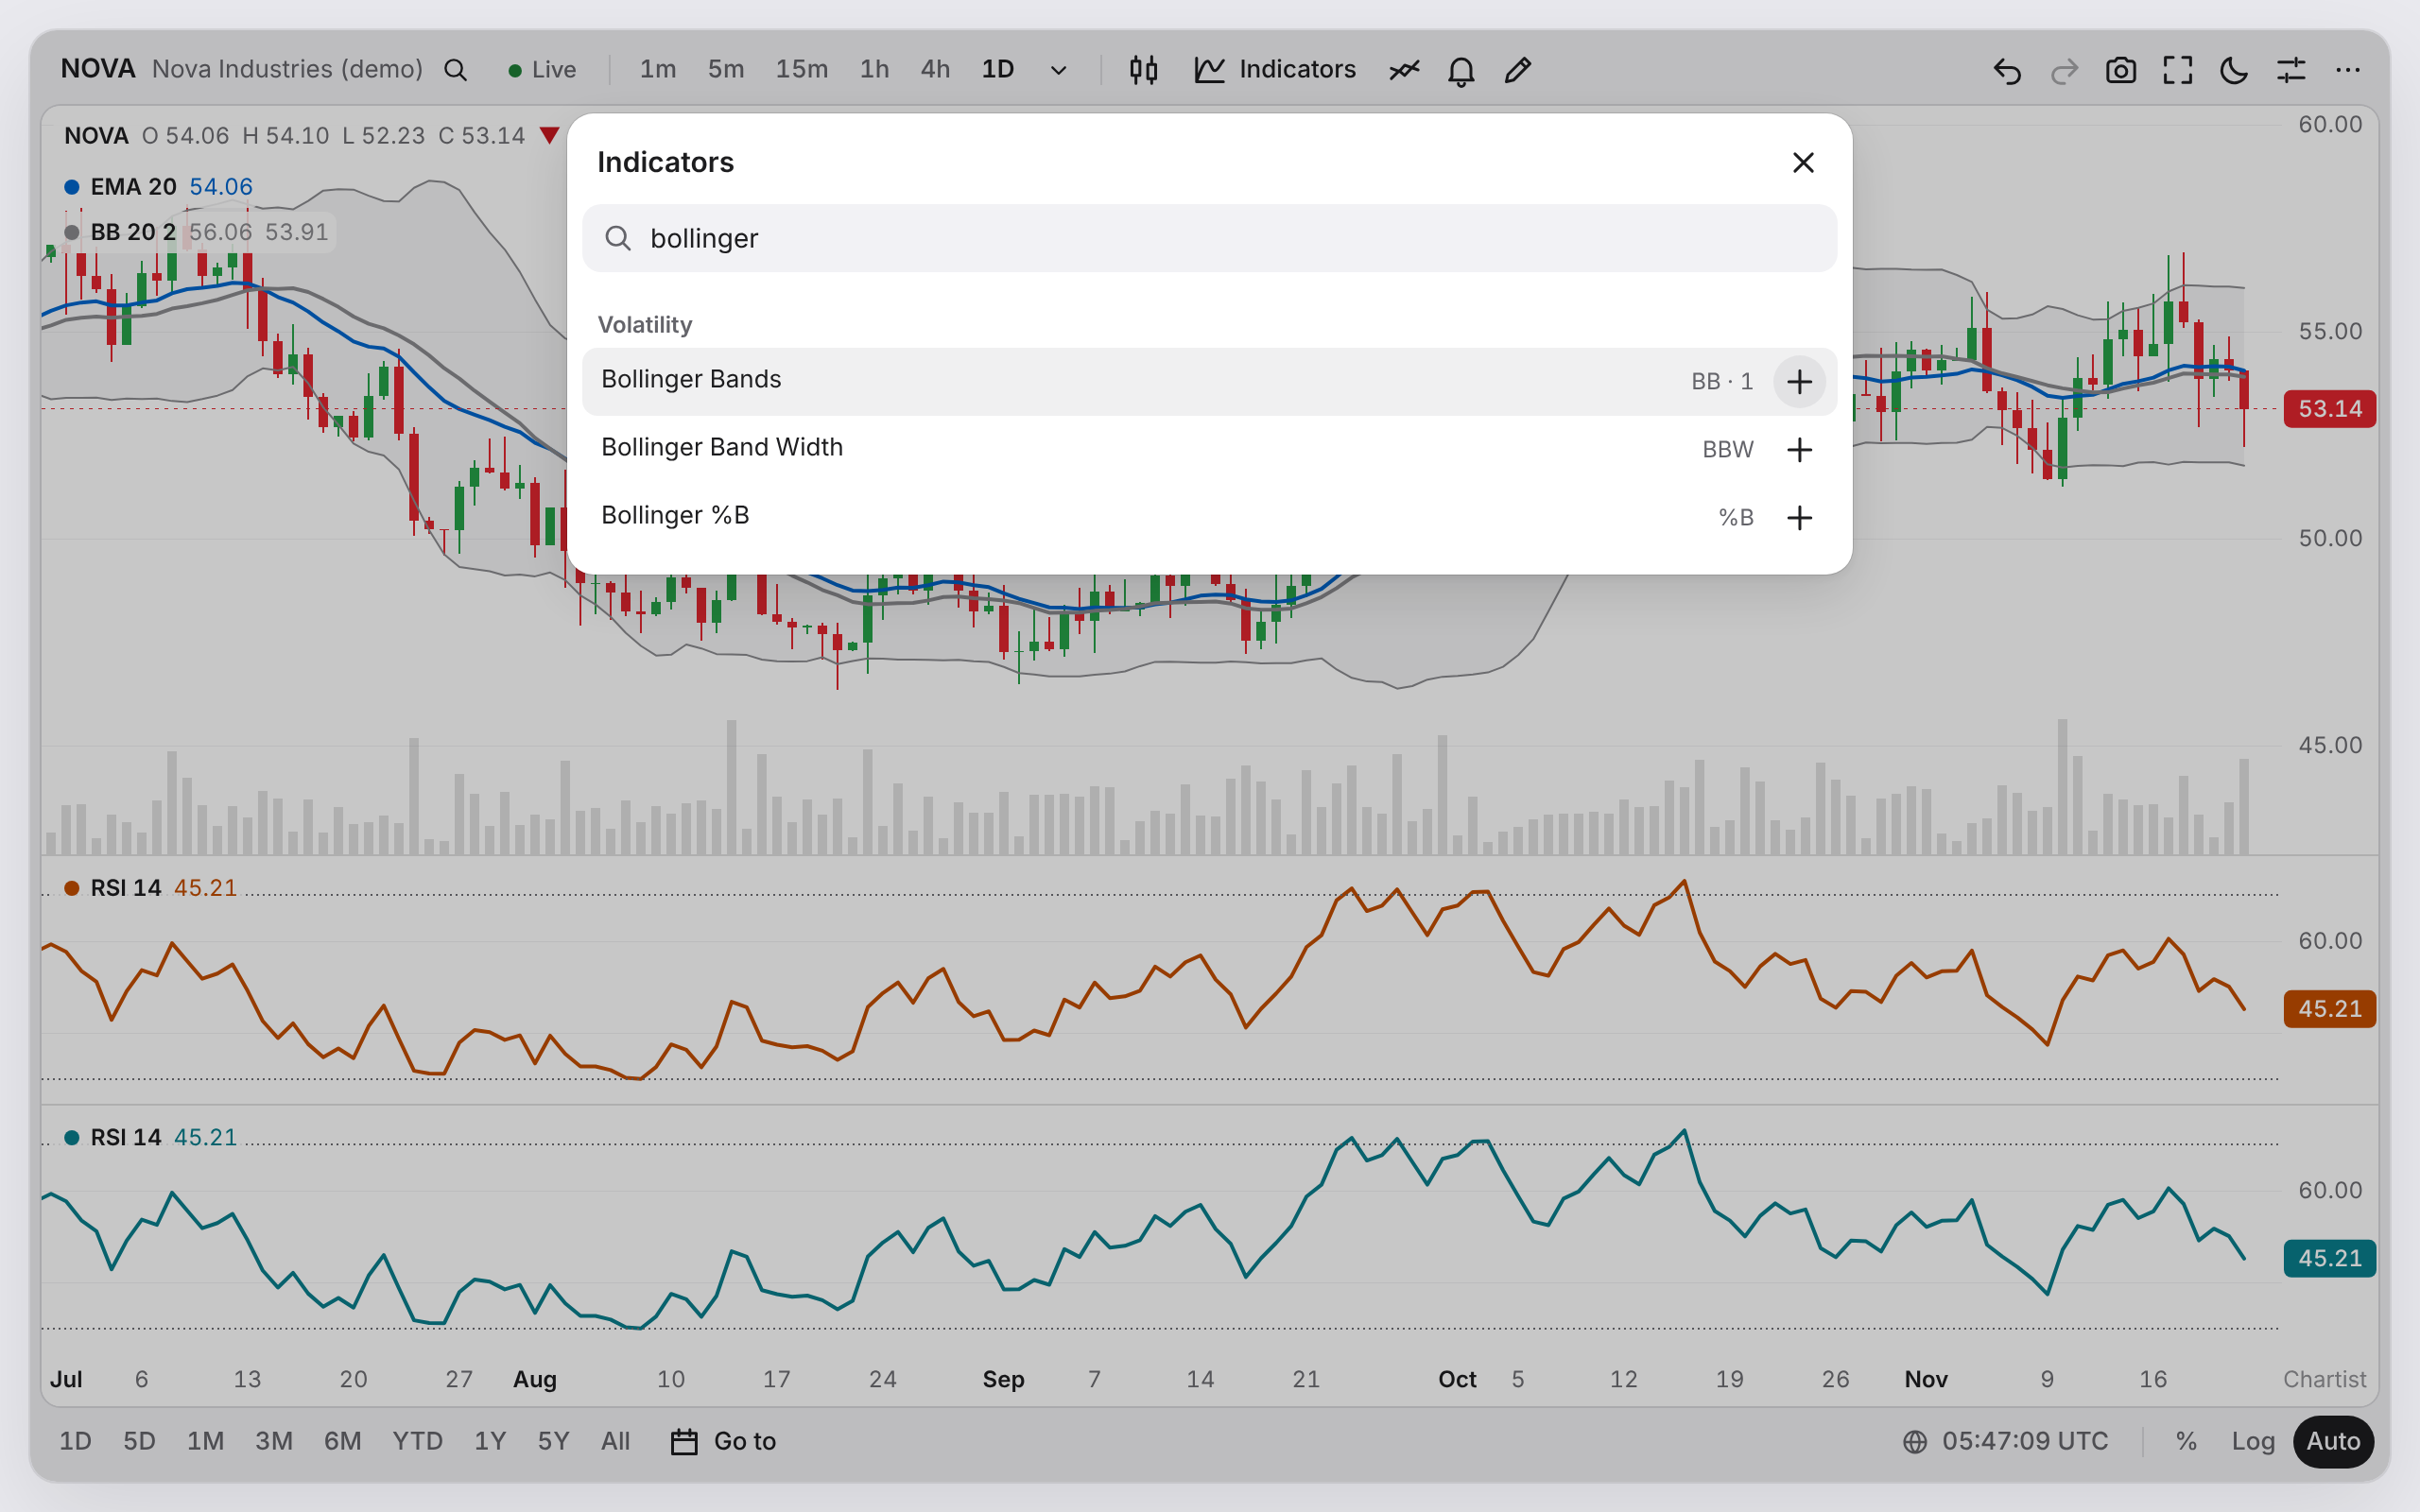 NOVA Nova Industries (demo) Live 1m 5m 15m 1h 4h 1D Indicators
NOVA O 54.06 H 54.10 L 52.23 C 53.14
60.00
EMA 20 54.06
BB 20 2 56.06 53.91
Indicators
bollinger
Volatility
Bollinger Bands BB · 1
Bollinger Band Width BBW
Bollinger %B %B
55.00
53.14
50.00
45.00
RSI 14 45.21
60.00
45.21
RSI 14 45.21
60.00
45.21
Jul 6 13 20 27 Aug 10 17 24 Sep 7 14 21 Oct 5 12 19 26 Nov 9 16 Chartist
1D 5D 1M 3M 6M YTD 1Y 5Y All Go to 05:47:09 UTC % Log Auto